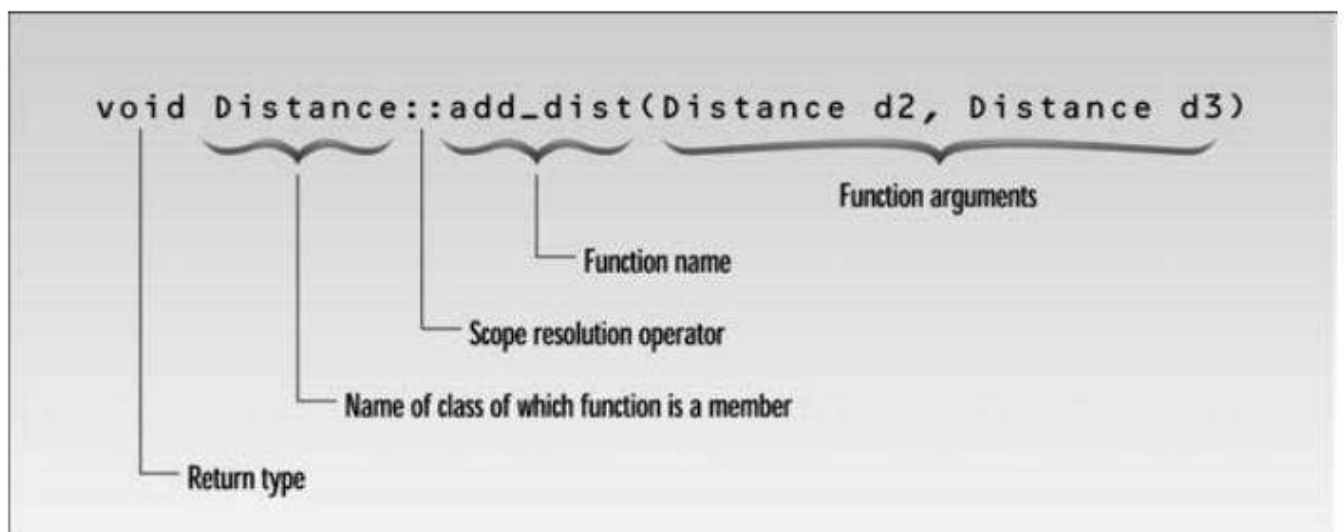 void Distance::add_dist(Distance d2, Distance d3)
Function arguments
Function name
Scope resolution operator
Name of class of which function is a member
Return type